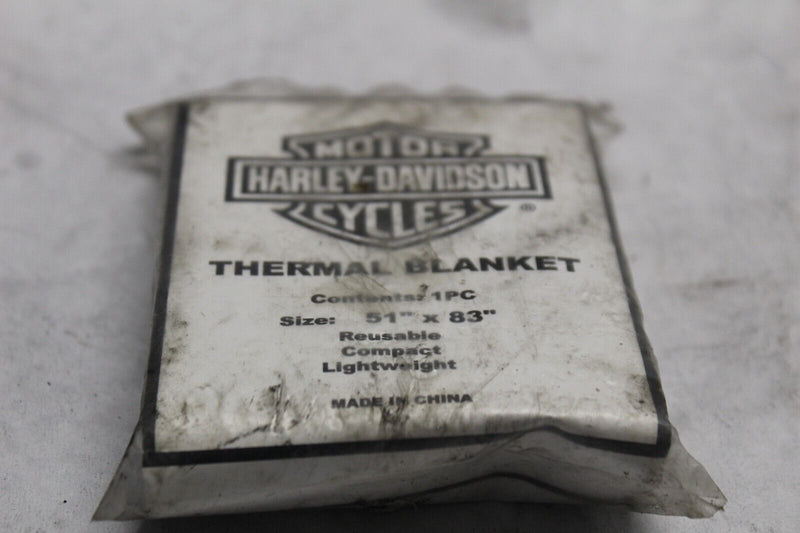 MOTOR
HARLEY-DAVIDSON
CYCLES ®
THERMAL BLANKET
Contents: 1PC
Size: 51" x 83"
Reusable
Compact
Lightweight
MADE IN CHINA